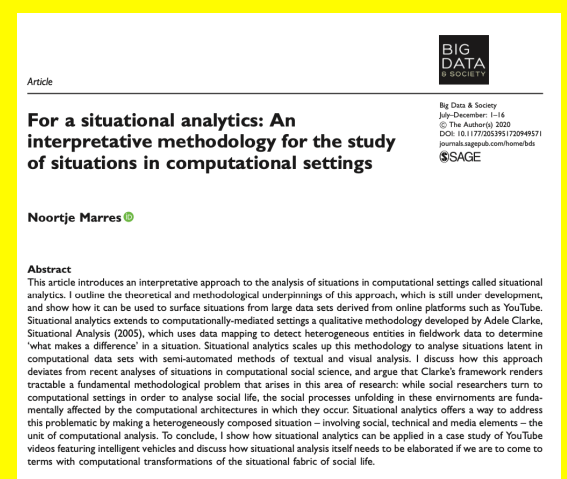 BIG
DATA
& SOCIETY
Article
Big Data & Society
July–December: 1–16
© The Author(s) 2020
DOI: 10.1177/2053951720949571
journals.sagepub.com/home/bds
SAGE
For a situational analytics: An
interpretative methodology for the study
of situations in computational settings
Noortje Marres
iD
Abstract
This article introduces an interpretative approach to the analysis of situations in computational settings called situational
analytics. I outline the theoretical and methodological underpinnings of this approach, which is still under development,
and show how it can be used to surface situations from large data sets derived from online platforms such as YouTube.
Situational analytics extends to computationally-mediated settings a qualitative methodology developed by Adele Clarke,
Situational Analysis (2005), which uses data mapping to detect heterogeneous entities in fieldwork data to determine
‘what makes a difference’ in a situation. Situational analytics scales up this methodology to analyse situations latent in
computational data sets with semi-automated methods of textual and visual analysis. I discuss how this approach
deviates from recent analyses of situations in computational social science, and argue that Clarke’s framework renders
tractable a fundamental methodological problem that arises in this area of research: while social researchers turn to
computational settings in order to analyse social life, the social processes unfolding in these envirnoments are funda-
mentally affected by the computational architectures in which they occur. Situational analytics offers a way to address
this problematic by making a heterogeneously composed situation – involving social, technical and media elements – the
unit of computational analysis. To conclude, I show how situational analytics can be applied in a case study of YouTube
videos featuring intelligent vehicles and discuss how situational analysis itself needs to be elaborated if we are to come to
terms with computational transformations of the situational fabric of social life.